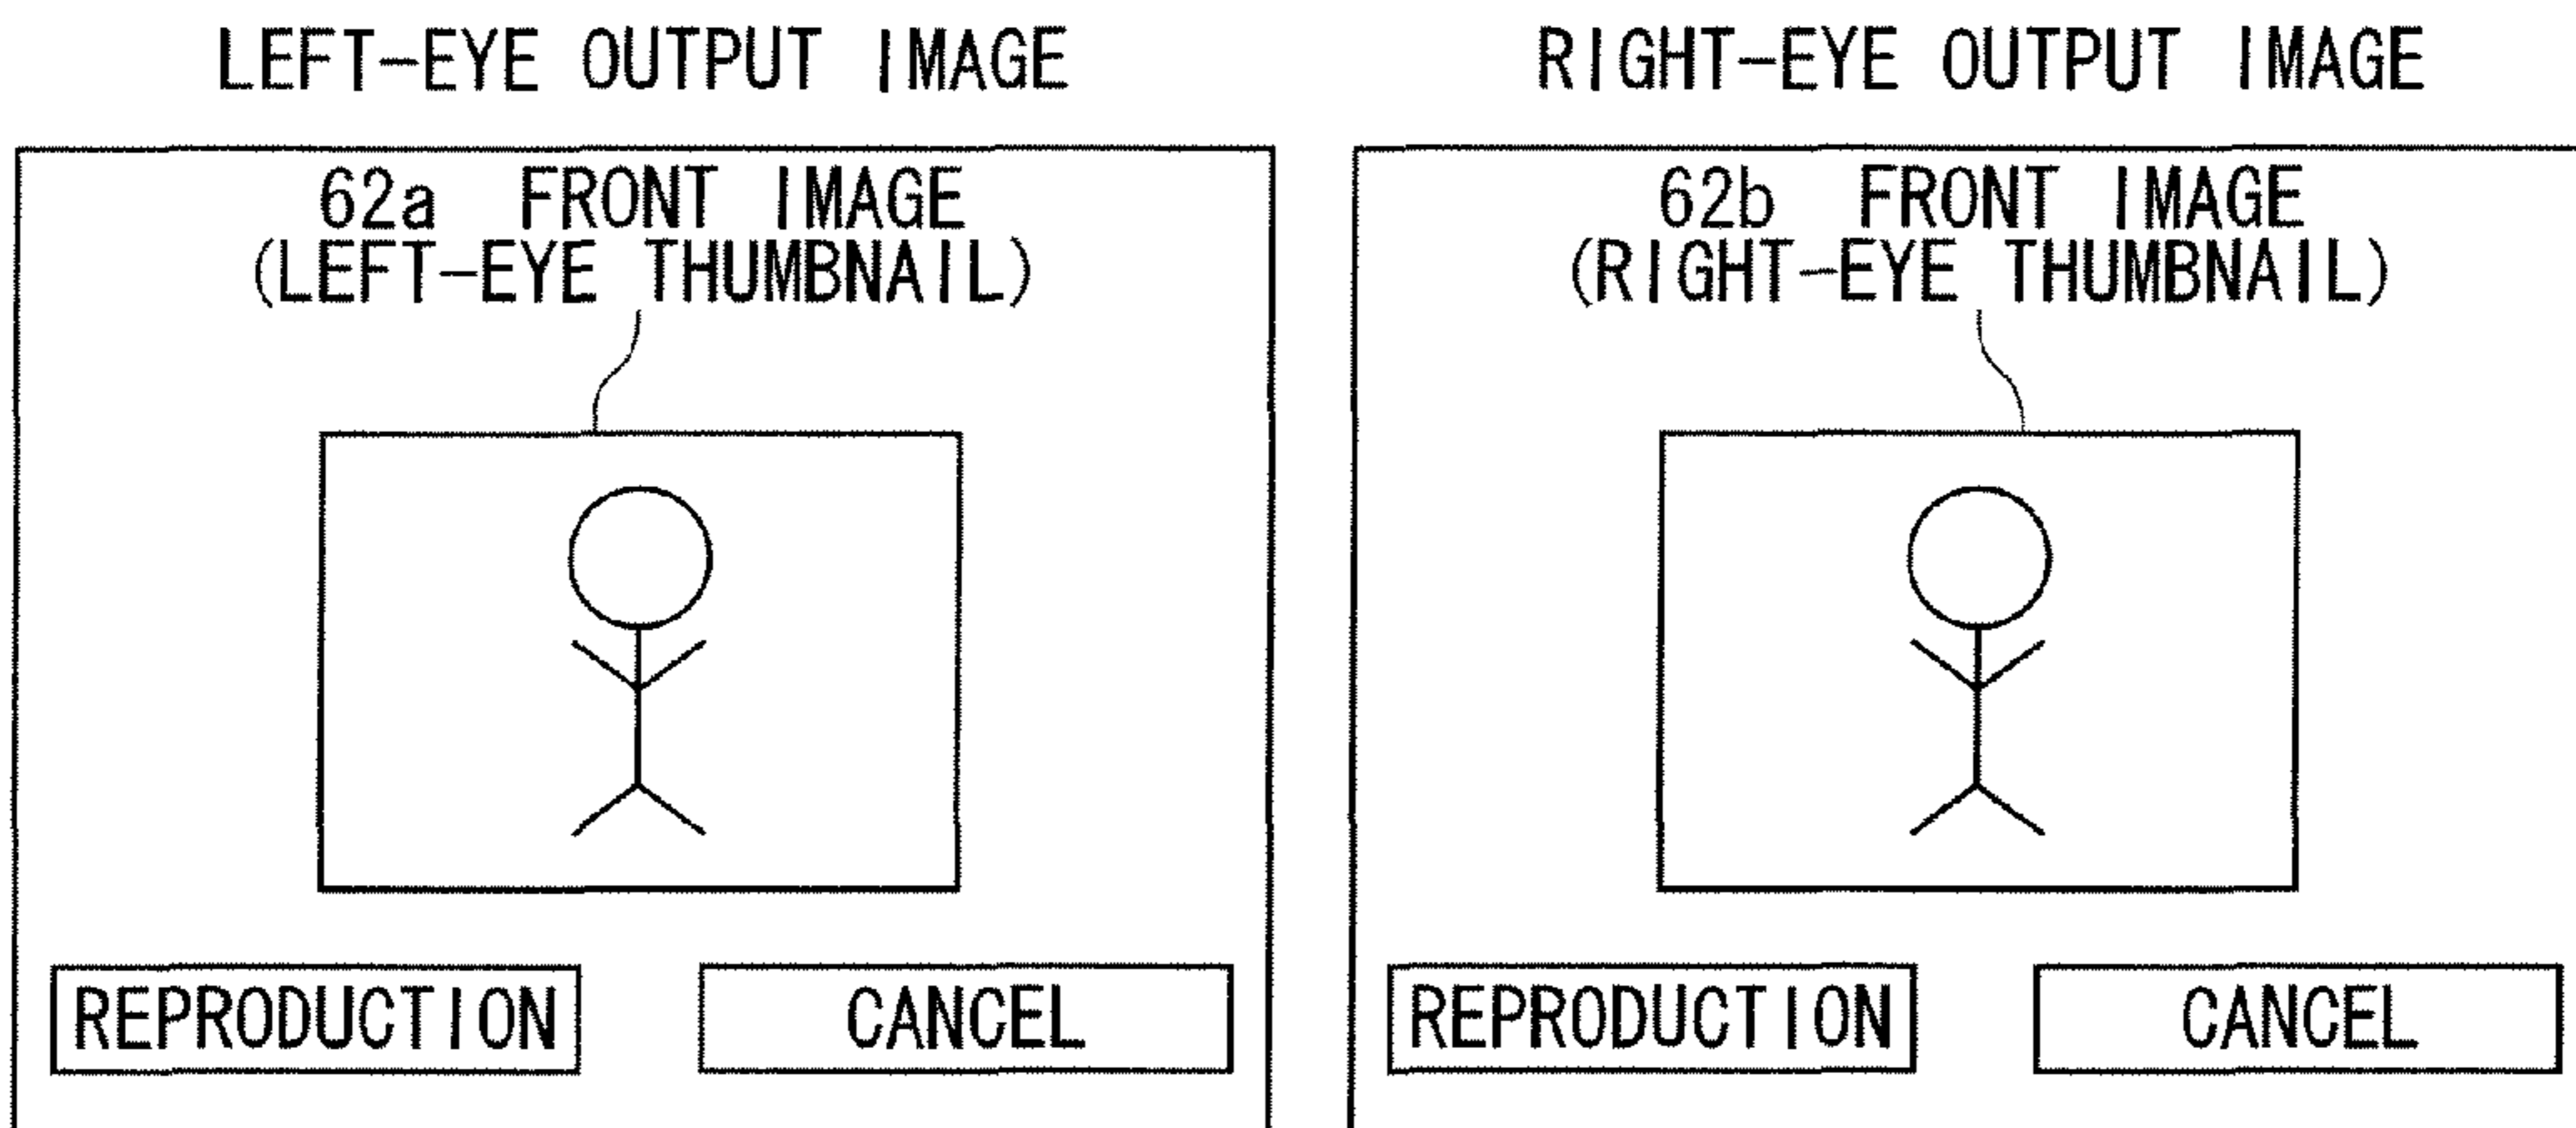 LEFT-EYE OUTPUT IMAGE
62a FRONT IMAGE
(LEFT-EYE THUMBNAIL)
REPRODUCTION
CANCEL
RIGHT-EYE OUTPUT IMAGE
62b FRONT IMAGE
(RIGHT-EYE THUMBNAIL)
REPRODUCTION
CANCEL